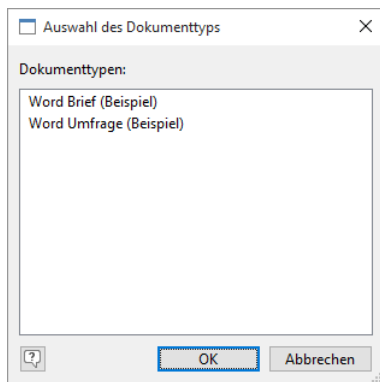 Auswahl des Dokumenttyps
Dokumenttypen:
Word Brief (Beispiel)
Word Umfrage (Beispiel)
OK
Abbrechen